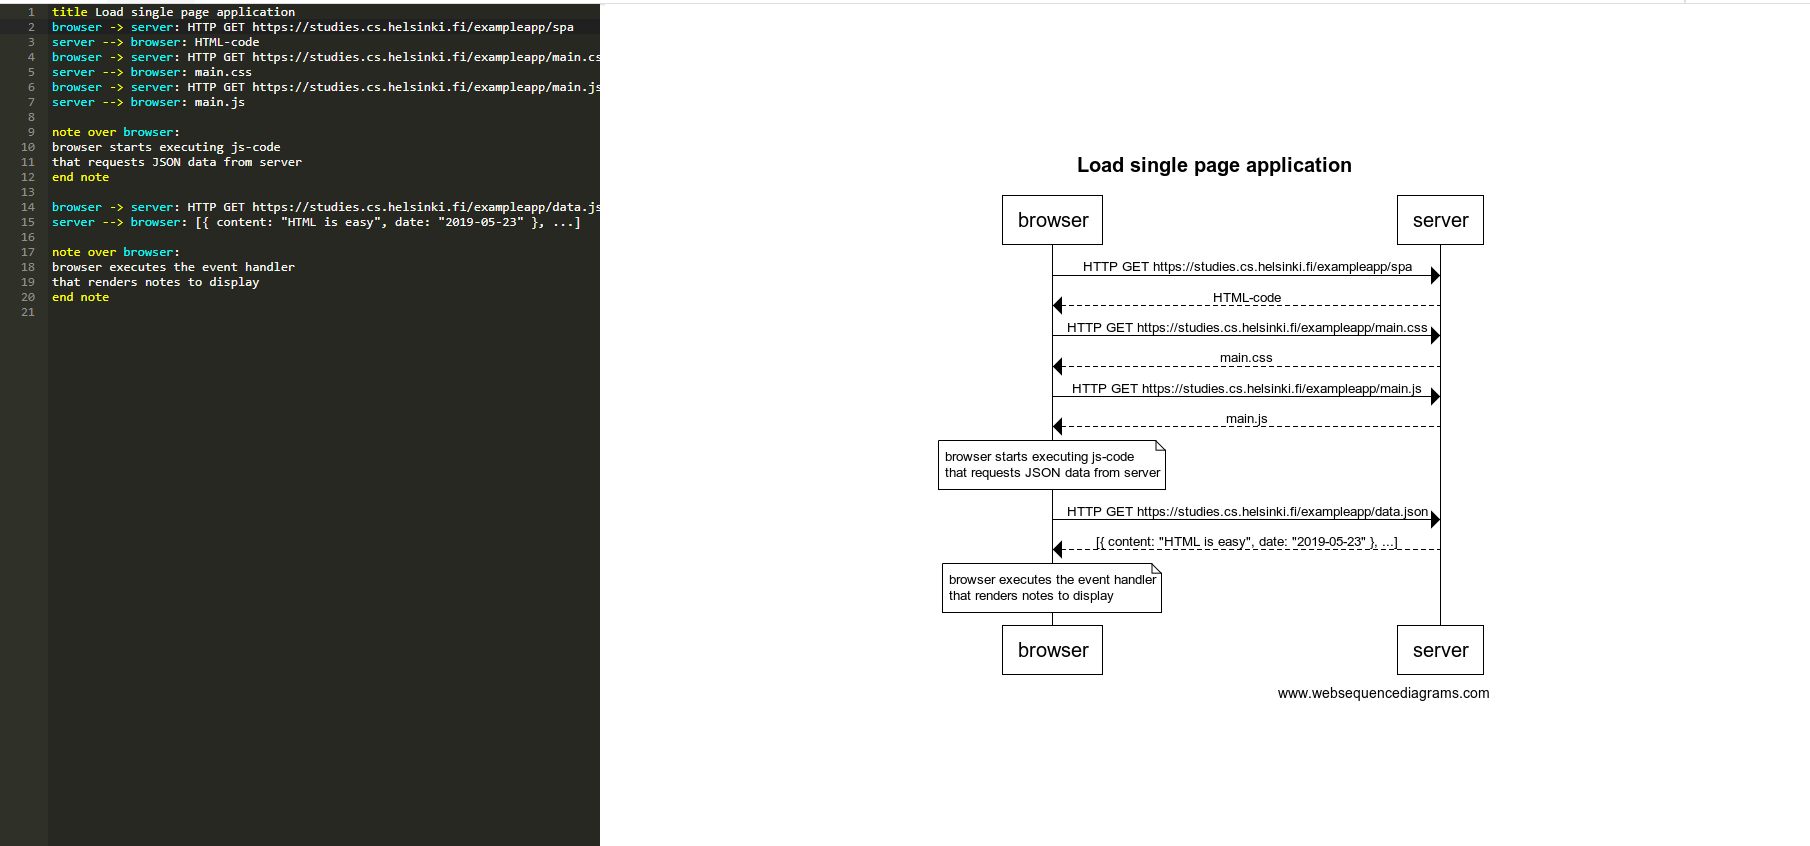 1 title Load single page application
2 browser -> server: HTTP GET https://studies.cs.helsinki.fi/exampleapp/spa
3 server --> browser: HTML-code
4 browser -> server: HTTP GET https://studies.cs.helsinki.fi/exampleapp/main.cs
5 server --> browser: main.css
6 browser -> server: HTTP GET https://studies.cs.helsinki.fi/exampleapp/main.js
7 server --> browser: main.js
8
9 note over browser:
10 browser starts executing js-code
11 that requests JSON data from server
12 end note
13
14 browser -> server: HTTP GET https://studies.cs.helsinki.fi/exampleapp/data.js
15 server --> browser: [{ content: "HTML is easy", date: "2019-05-23" }, ...]
16
17 note over browser:
18 browser executes the event handler
19 that renders notes to display
20 end note
21
Load single page application
browser server
HTTP GET https://studies.cs.helsinki.fi/exampleapp/spa
HTML-code
HTTP GET https://studies.cs.helsinki.fi/exampleapp/main.css
main.css
HTTP GET https://studies.cs.helsinki.fi/exampleapp/main.js
main.js
browser starts executing js-code
that requests JSON data from server
HTTP GET https://studies.cs.helsinki.fi/exampleapp/data.json
[{ content: "HTML is easy", date: "2019-05-23" }, ...]
browser executes the event handler
that renders notes to display
browser server
www.websequencediagrams.com